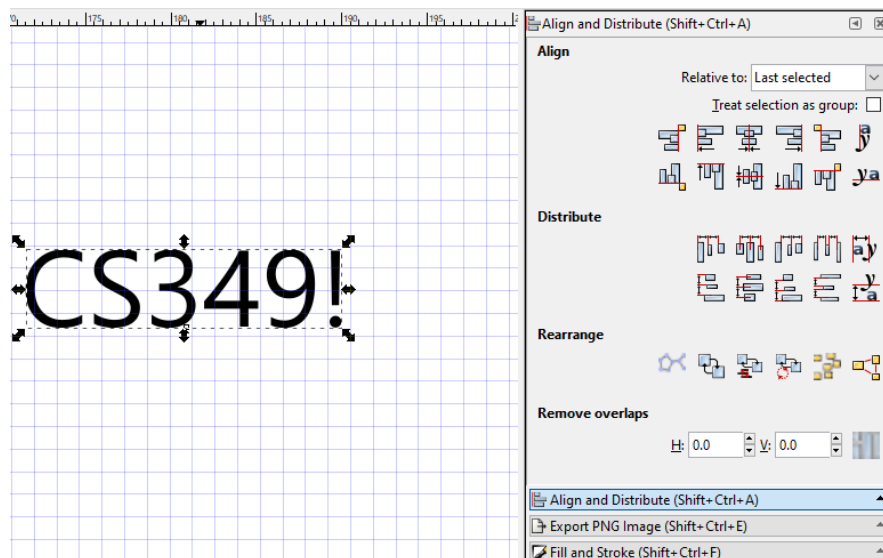 180
185
190
195
CS349!
Align and Distribute (Shift+Ctrl+A)
Align
Relative to: Last selected
Treat selection as group:
Distribute
Rearrange
Remove overlaps
H: 0.0 V: 0.0
Align and Distribute (Shift+Ctrl+A)
Export PNG Image (Shift+Ctrl+E)
Fill and Stroke (Shift+Ctrl+F)